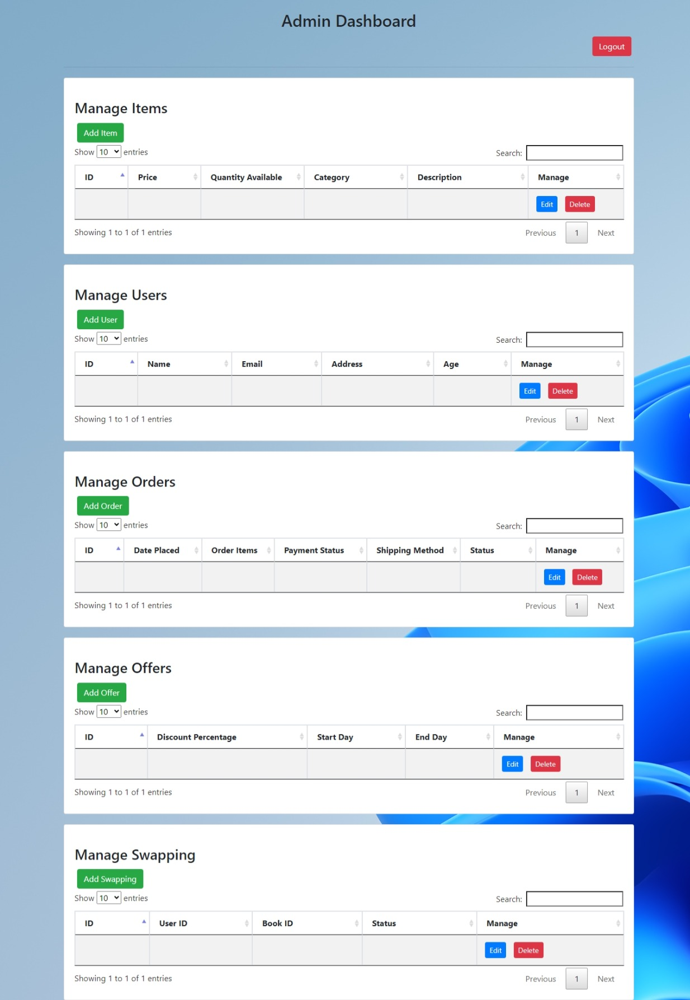 Admin Dashboard
Logout
Manage Items
Add Item
Show 10 entries Search:
ID Price Quantity Available Category Description Manage
Edit Delete
Showing 1 to 1 of 1 entries Previous 1 Next
Manage Users
Add User
Show 10 entries Search:
ID Name Email Address Age Manage
Edit Delete
Showing 1 to 1 of 1 entries Previous 1 Next
Manage Orders
Add Order
Show 10 entries Search:
ID Date Placed Order Items Payment Status Shipping Method Status Manage
Edit Delete
Showing 1 to 1 of 1 entries Previous 1 Next
Manage Offers
Add Offer
Show 10 entries Search:
ID Discount Percentage Start Day End Day Manage
Edit Delete
Showing 1 to 1 of 1 entries Previous 1 Next
Manage Swapping
Add Swapping
Show 10 entries Search:
ID User ID Book ID Status Manage
Edit Delete
Showing 1 to 1 of 1 entries Previous 1 Next